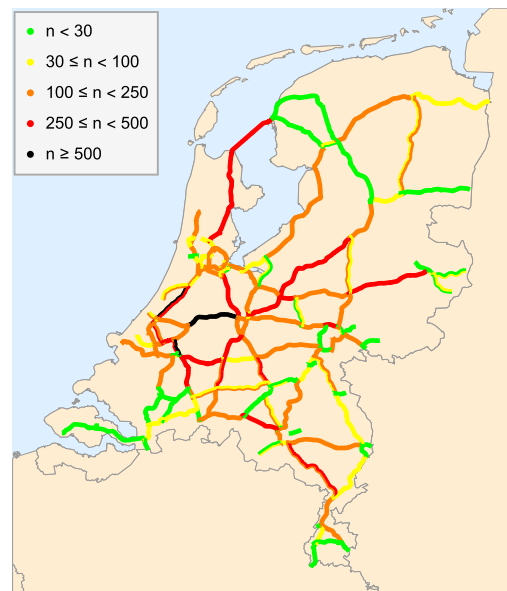 n < 30
30 ≤ n < 100
100 ≤ n < 250
250 ≤ n < 500
n ≥ 500